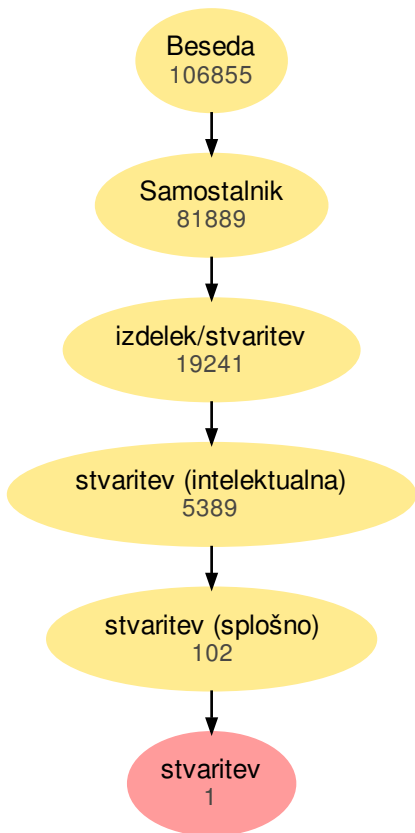 Beseda
106855
Samostalnik
81889
izdelek/stvaritev
19241
stvaritev (intelektualna)
5389
stvaritev (splošno)
102
stvaritev
1